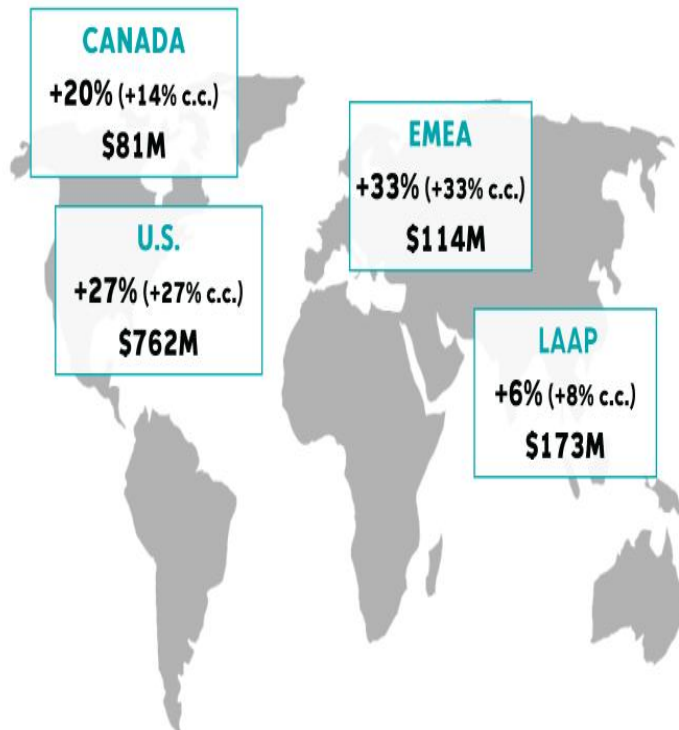 CANADA
+20% (+14% c.c.)
$81M
U.S.
+27% (+27% c.c.)
$762M
EMEA
+33% (+33% c.c.)
$114M
LAAP
+6% (+8% c.c.)
$173M